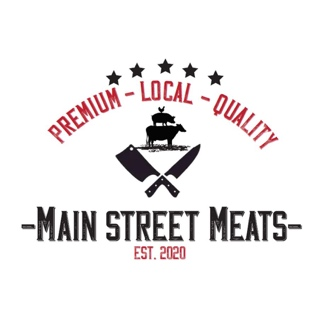 PREMIUM - LOCAL - QUALITY
-MAIN STREET MEATS-
EST. 2020